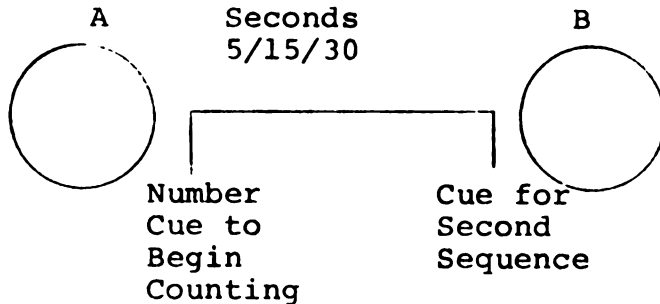 A
Seconds
B
5/15/30
Number
Cue to
Begin
Counting
Cue for
Second
Sequence